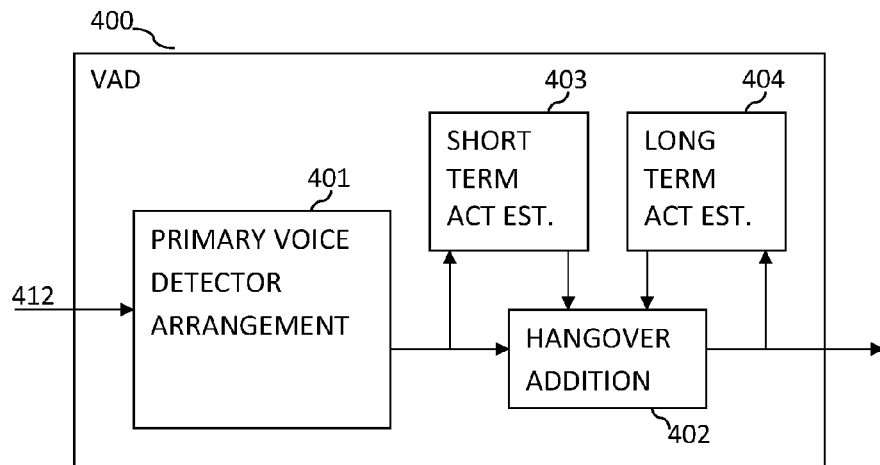 400
VAD
403
404
SHORT
TERM
ACT EST.
LONG
TERM
ACT EST.
401
PRIMARY VOICE
DETECTOR
ARRANGEMENT
412
HANGOVER
ADDITION
402